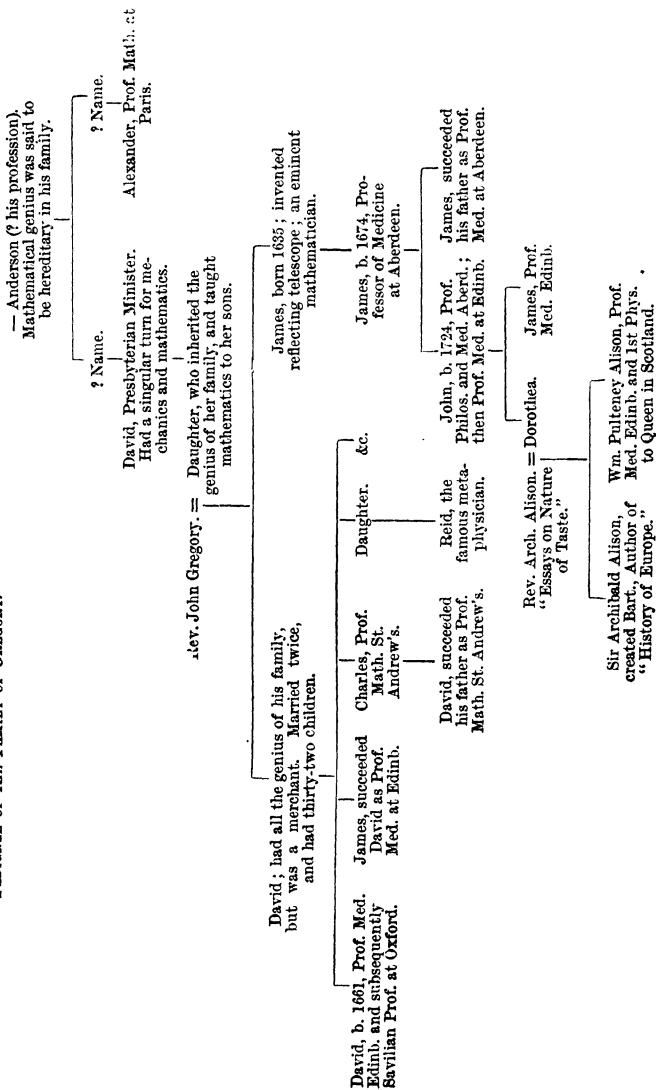 PEDIGREE OF THE FAMILY OF GREGORY.
— Anderson (? his profession).
Mathematical genius was said to
be hereditary in his family.
? Name.
? Name.
David, Presbyterian Minister.
Had a singular turn for me-
chanics and mathematics.
Alexander, Prof. Math. at
Paris.
Rev. John Gregory. = Daughter, who inherited the
genius of her family, and taught
mathematics to her sons.
David; had all the genius of his family,
but was a merchant. Married twice,
and had thirty-two children.
James, born 1635; invented
reflecting telescope; an eminent
mathematician.
David, b. 1661, Prof. Med.
Edinb. and subsequently
Savilian Prof. at Oxford.
James, succeeded
David as Prof.
Med. at Edinb.
Charles, Prof.
Math. St.
Andrew's.
Daughter.
&c.
James, b. 1674, Pro-
fessor of Medicine
at Aberdeen.
David, succeeded
his father as Prof.
Math. St. Andrew's.
Reid, the
famous meta-
physician.
John, b. 1724, Prof.
Philos. and Med. Aberd.;
then Prof. Med. at Edinb.
James, succeeded
his father as Prof.
Med. at Aberdeen.
Rev. Arch. Alison. = Dorothea.
"Essays on Nature
of Taste."
James, Prof.
Med. Edinb.
Sir Archibald Alison,
created Bart., Author of
"History of Europe."
Wm. Pulteney Alison, Prof.
Med. Edinb. and 1st Phys.
to Queen in Scotland.